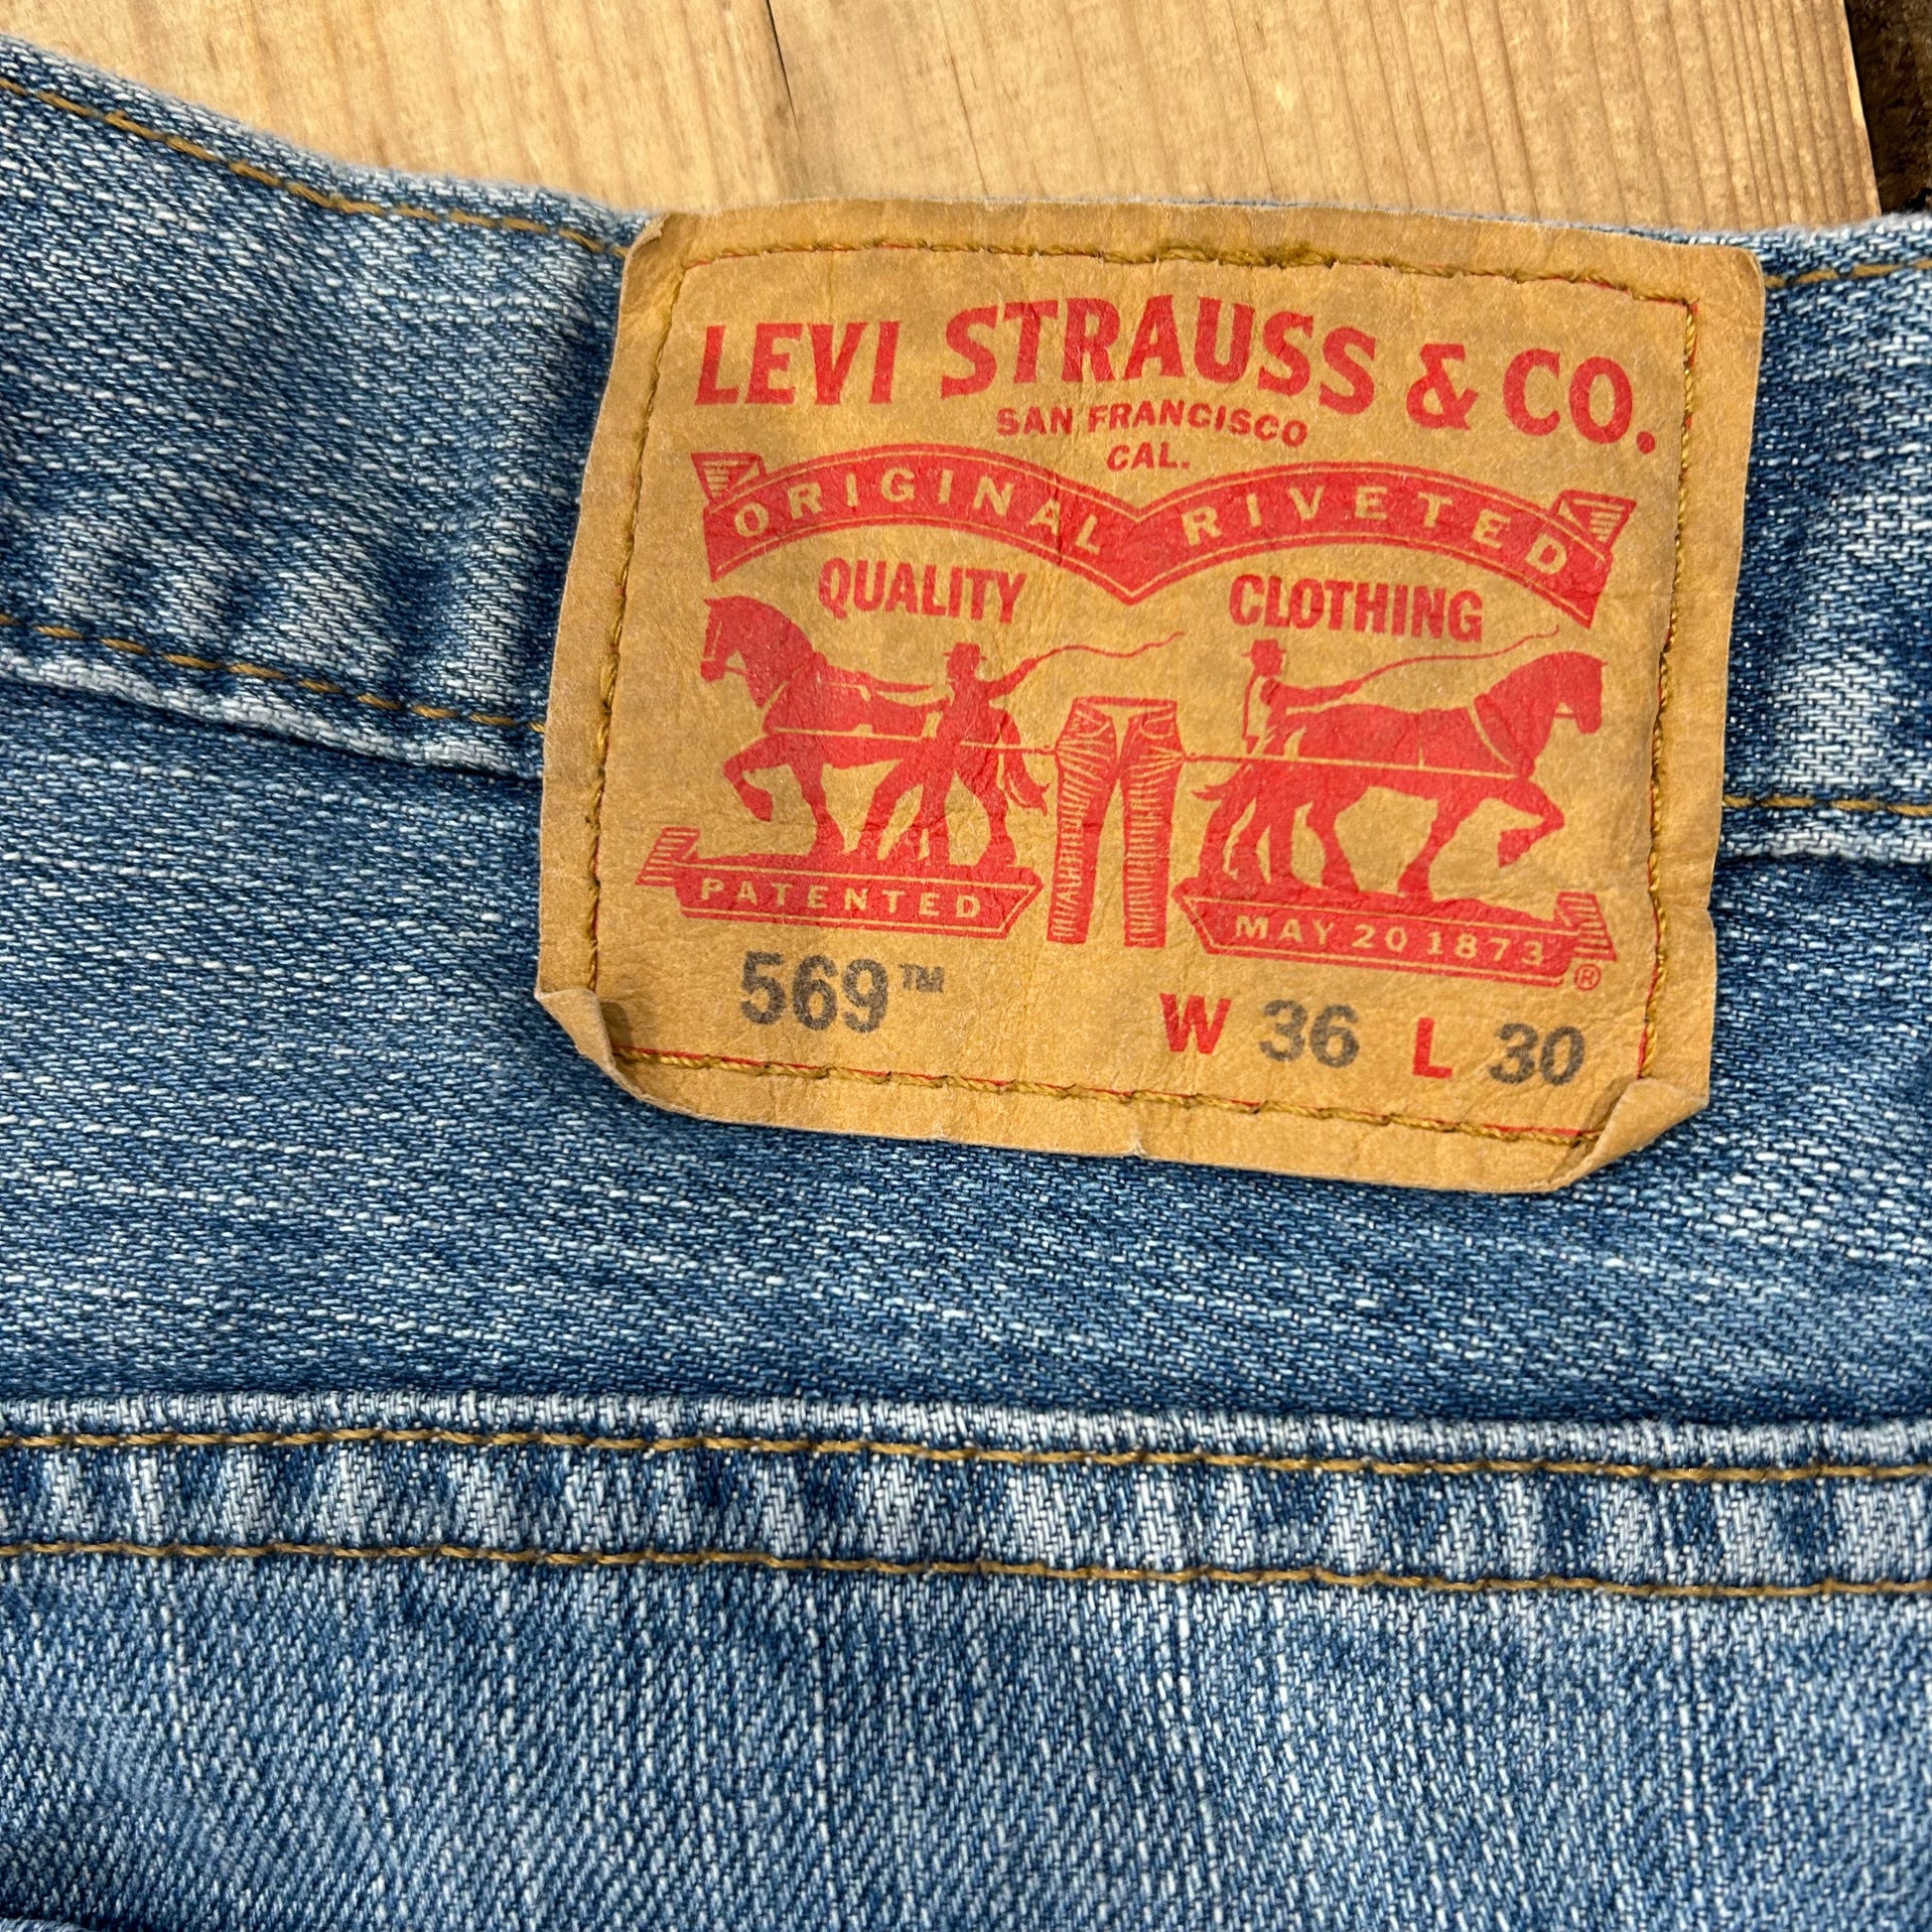 LEVI STRAUSS & CO.
SAN FRANCISCO
CAL.
ORIGINAL RIVETED
QUALITY CLOTHING
PATENTED MAY 20 1873 ®
569™ W 36 L 30